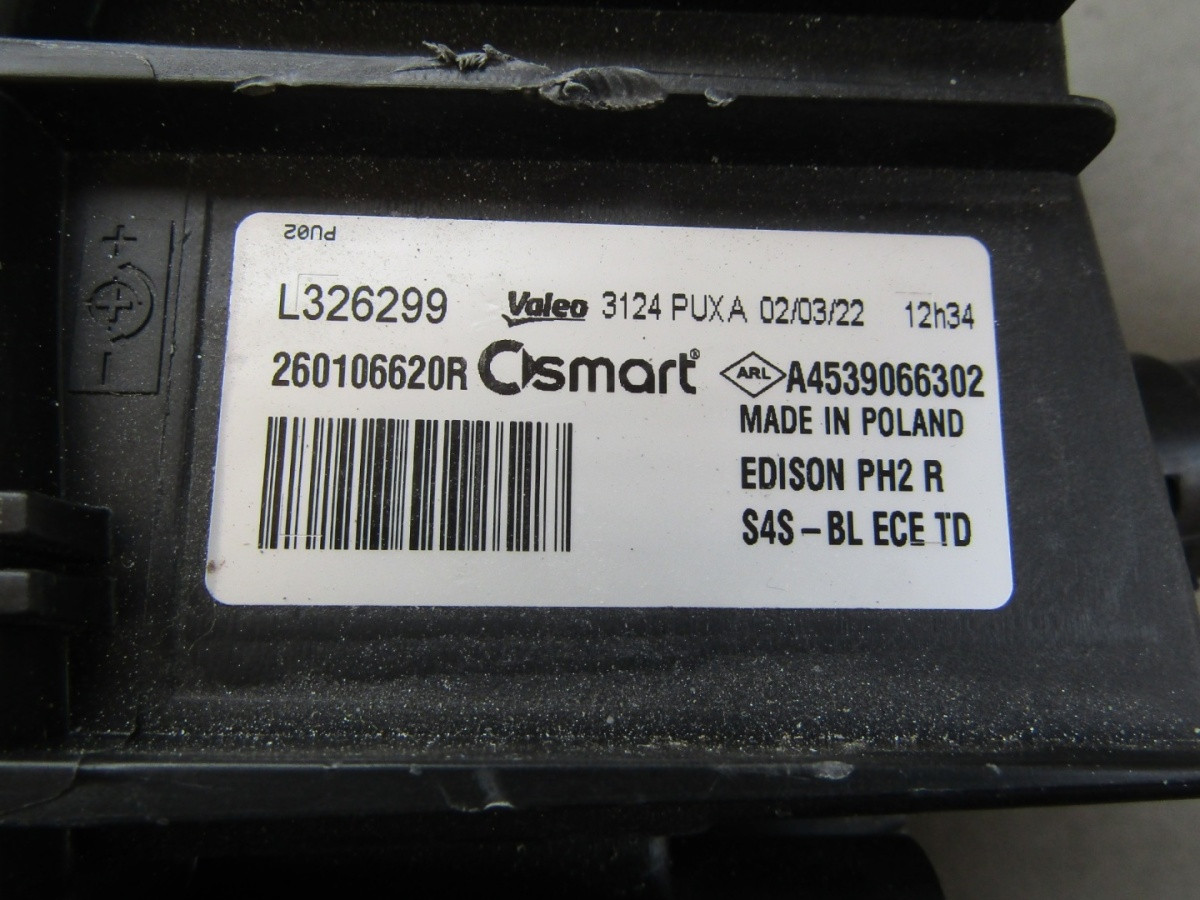 PU02
L326299 Valeo 3124 PUXA 02/03/22 12h34
260106620R smart® ARL A4539066302
MADE IN POLAND
EDISON PH2 R
S4S-BL ECE TD
+
-